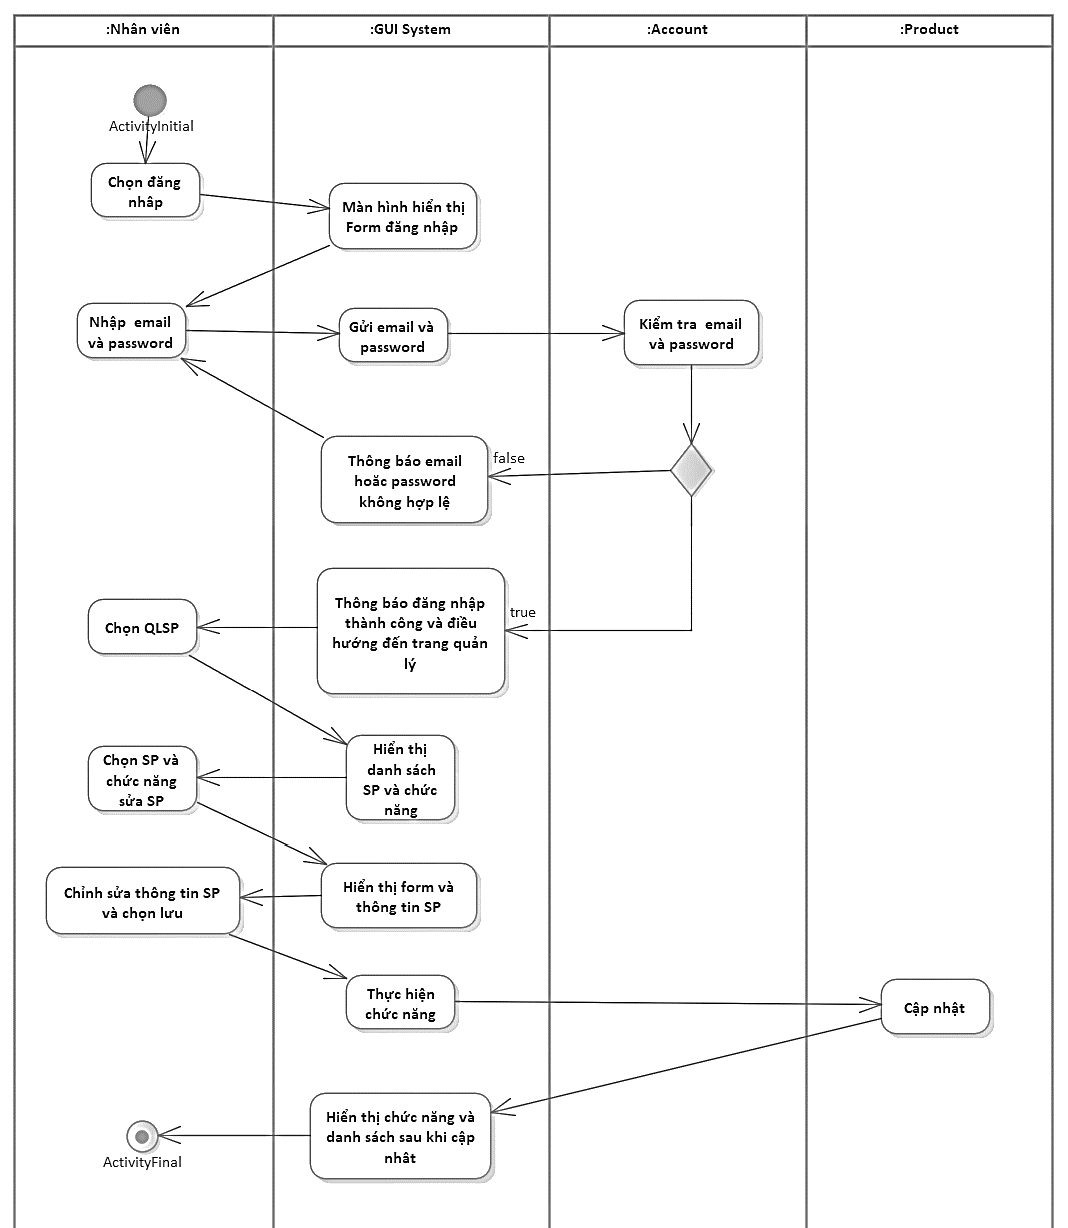 :Nhân viên
:GUI System
:Account
:Product
ActivityInitial
Chọn đăng
nhâp
Màn hình hiển thị
Form đăng nhập
Nhập email
và password
Gửi email và
password
Kiểm tra email
và password
Thông báo email
hoăc password
không hợp lệ
false
Thông báo đăng nhập
thành công và điều
hướng đến trang quản
lý
true
Chọn QLSP
Hiển thị
danh sách
SP và chức
năng
Chọn SP và
chức năng
sửa SP
Hiển thị form và
thông tin SP
Chỉnh sửa thông tin SP
và chọn lưu
Thực hiện
chức năng
Cập nhật
Hiển thị chức năng và
danh sách sau khi cập
nhât
ActivityFinal